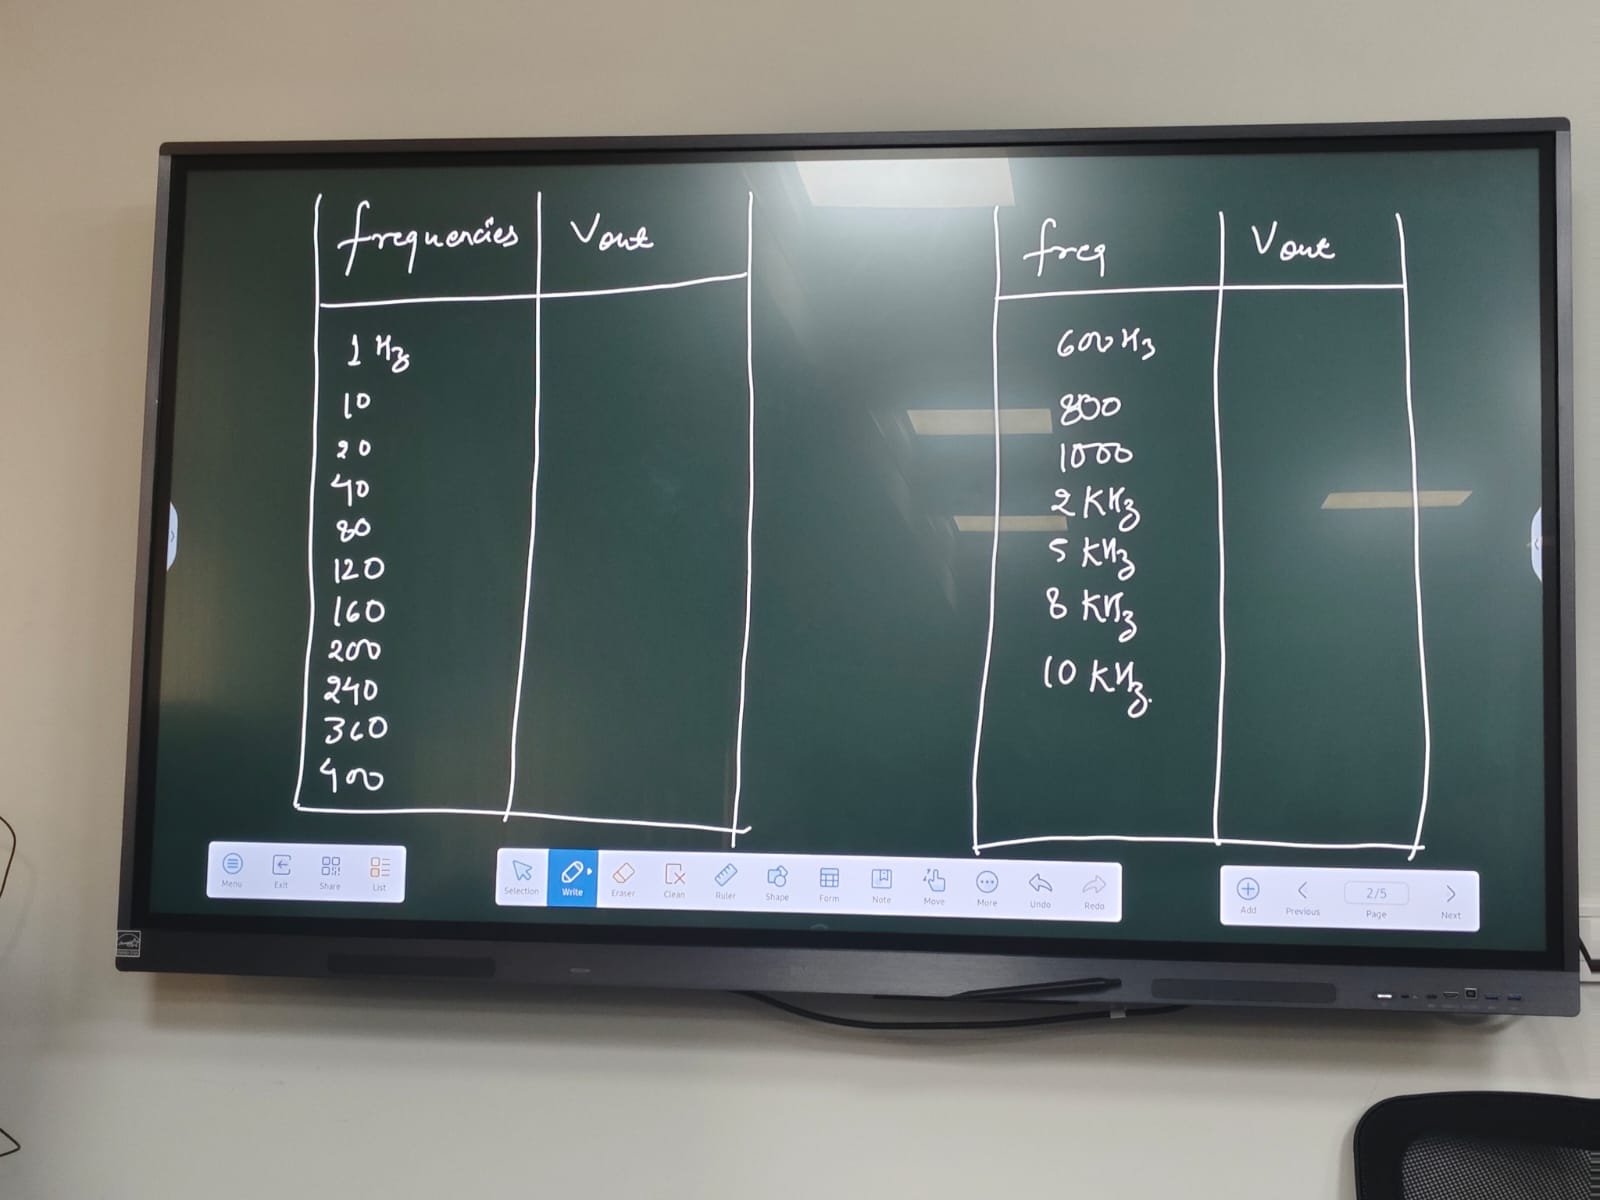 frequencies Vout
1 Hz
10
20
40
80
120
160
200
240
360
400
freq Vout
600Hz
800
1000
2 KHz
5 KHz
8 KHz
10 KHz.
Menu Exit Share List
Selection Write Eraser Clean Ruler Shape Form Note Move More Undo Redo
Add Previous 2/5 Page Next